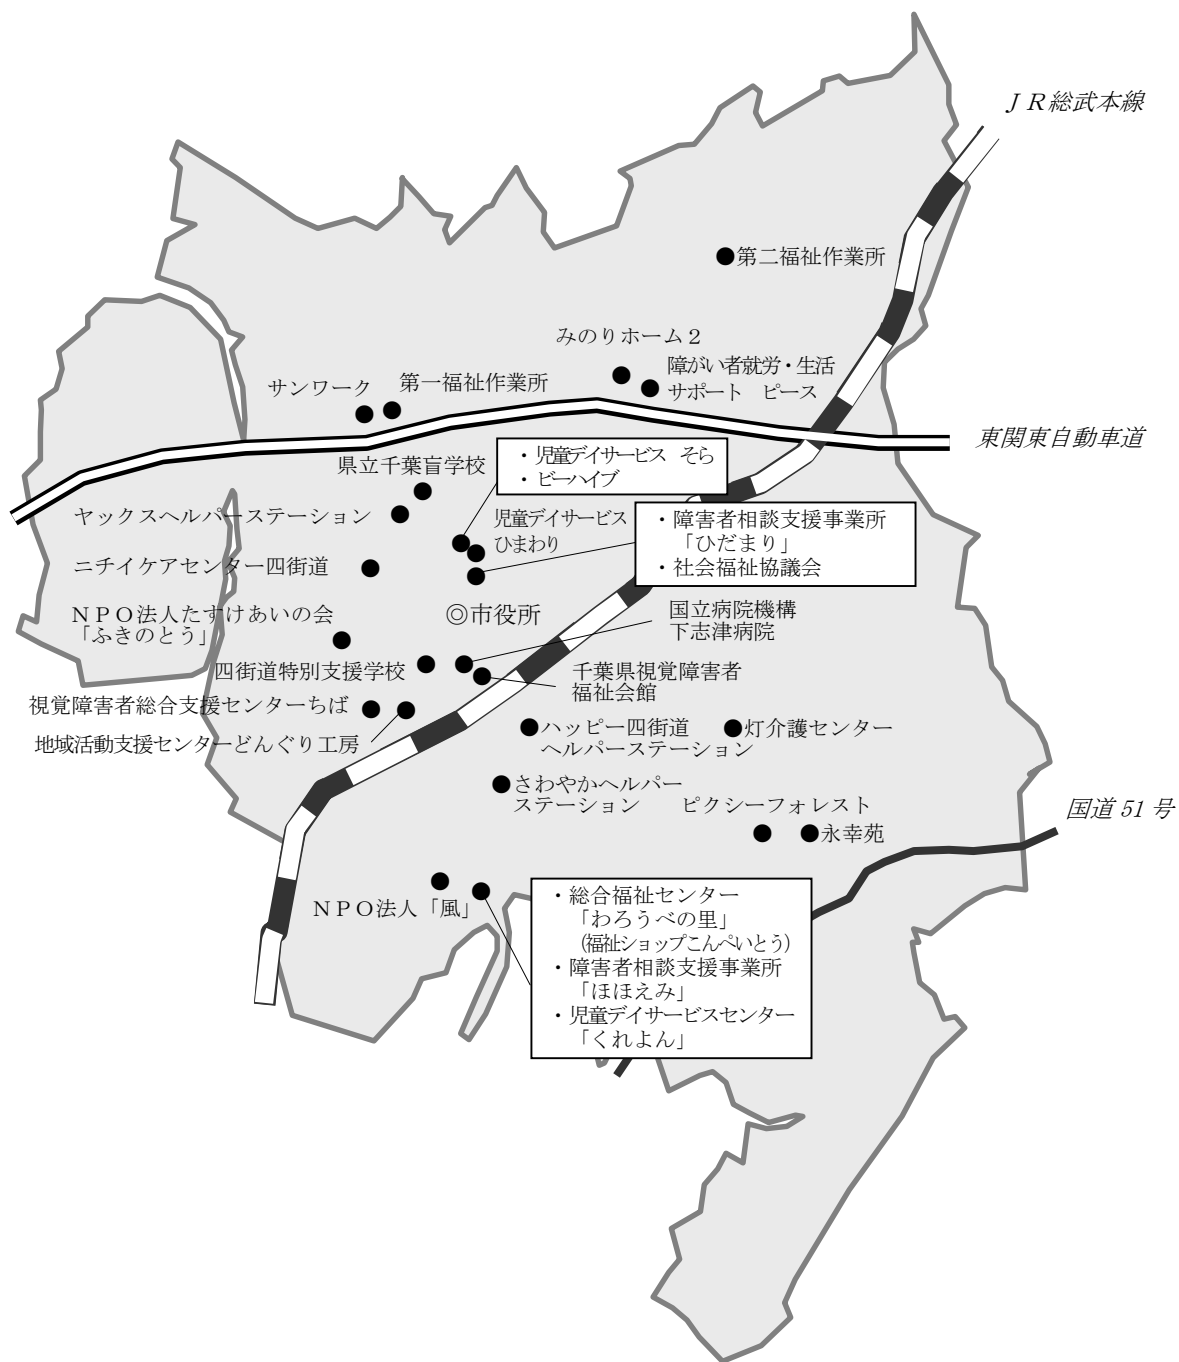 ＪＲ総武本線
●第二福祉作業所
みのりホーム２
障がい者就労・生活
サポート　ピース
サンワーク
第一福祉作業所
東関東自動車道
・児童デイサービス　そら
・ビーハイブ
県立千葉盲学校
ヤックスヘルパーステーション
児童デイサービス
ひまわり
・障害者相談支援事業所
「ひだまり」
・社会福祉協議会
ニチイケアセンター四街道
ＮＰＯ法人たすけあいの会
「ふきのとう」
◎市役所
国立病院機構
下志津病院
四街道特別支援学校
千葉県視覚障害者
福祉会館
視覚障害者総合支援センターちば
地域活動支援センターどんぐり工房
●ハッピー四街道
ヘルパーステーション
●灯介護センター
●さわやかヘルパー
ステーション
ピクシーフォレスト
●永幸苑
国道 51 号
ＮＰＯ法人「風」
・総合福祉センター
「わろうべの里」
（福祉ショップこんぺいとう）
・障害者相談支援事業所
「ほほえみ」
・児童デイサービスセンター
「くれよん」